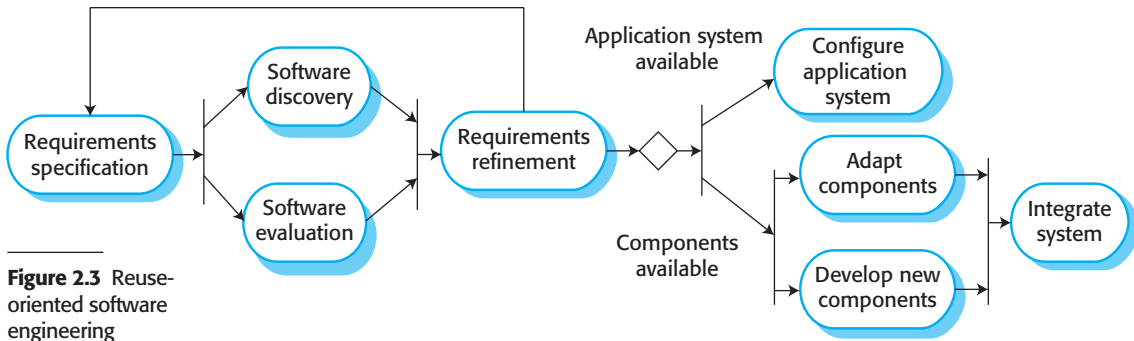 Application system
available
Configure
application
system
Software
discovery
Requirements
specification
Requirements
refinement
Adapt
components
Software
evaluation
Integrate
system
Components
available
Develop new
components
Figure 2.3 Reuse-
oriented software
engineering